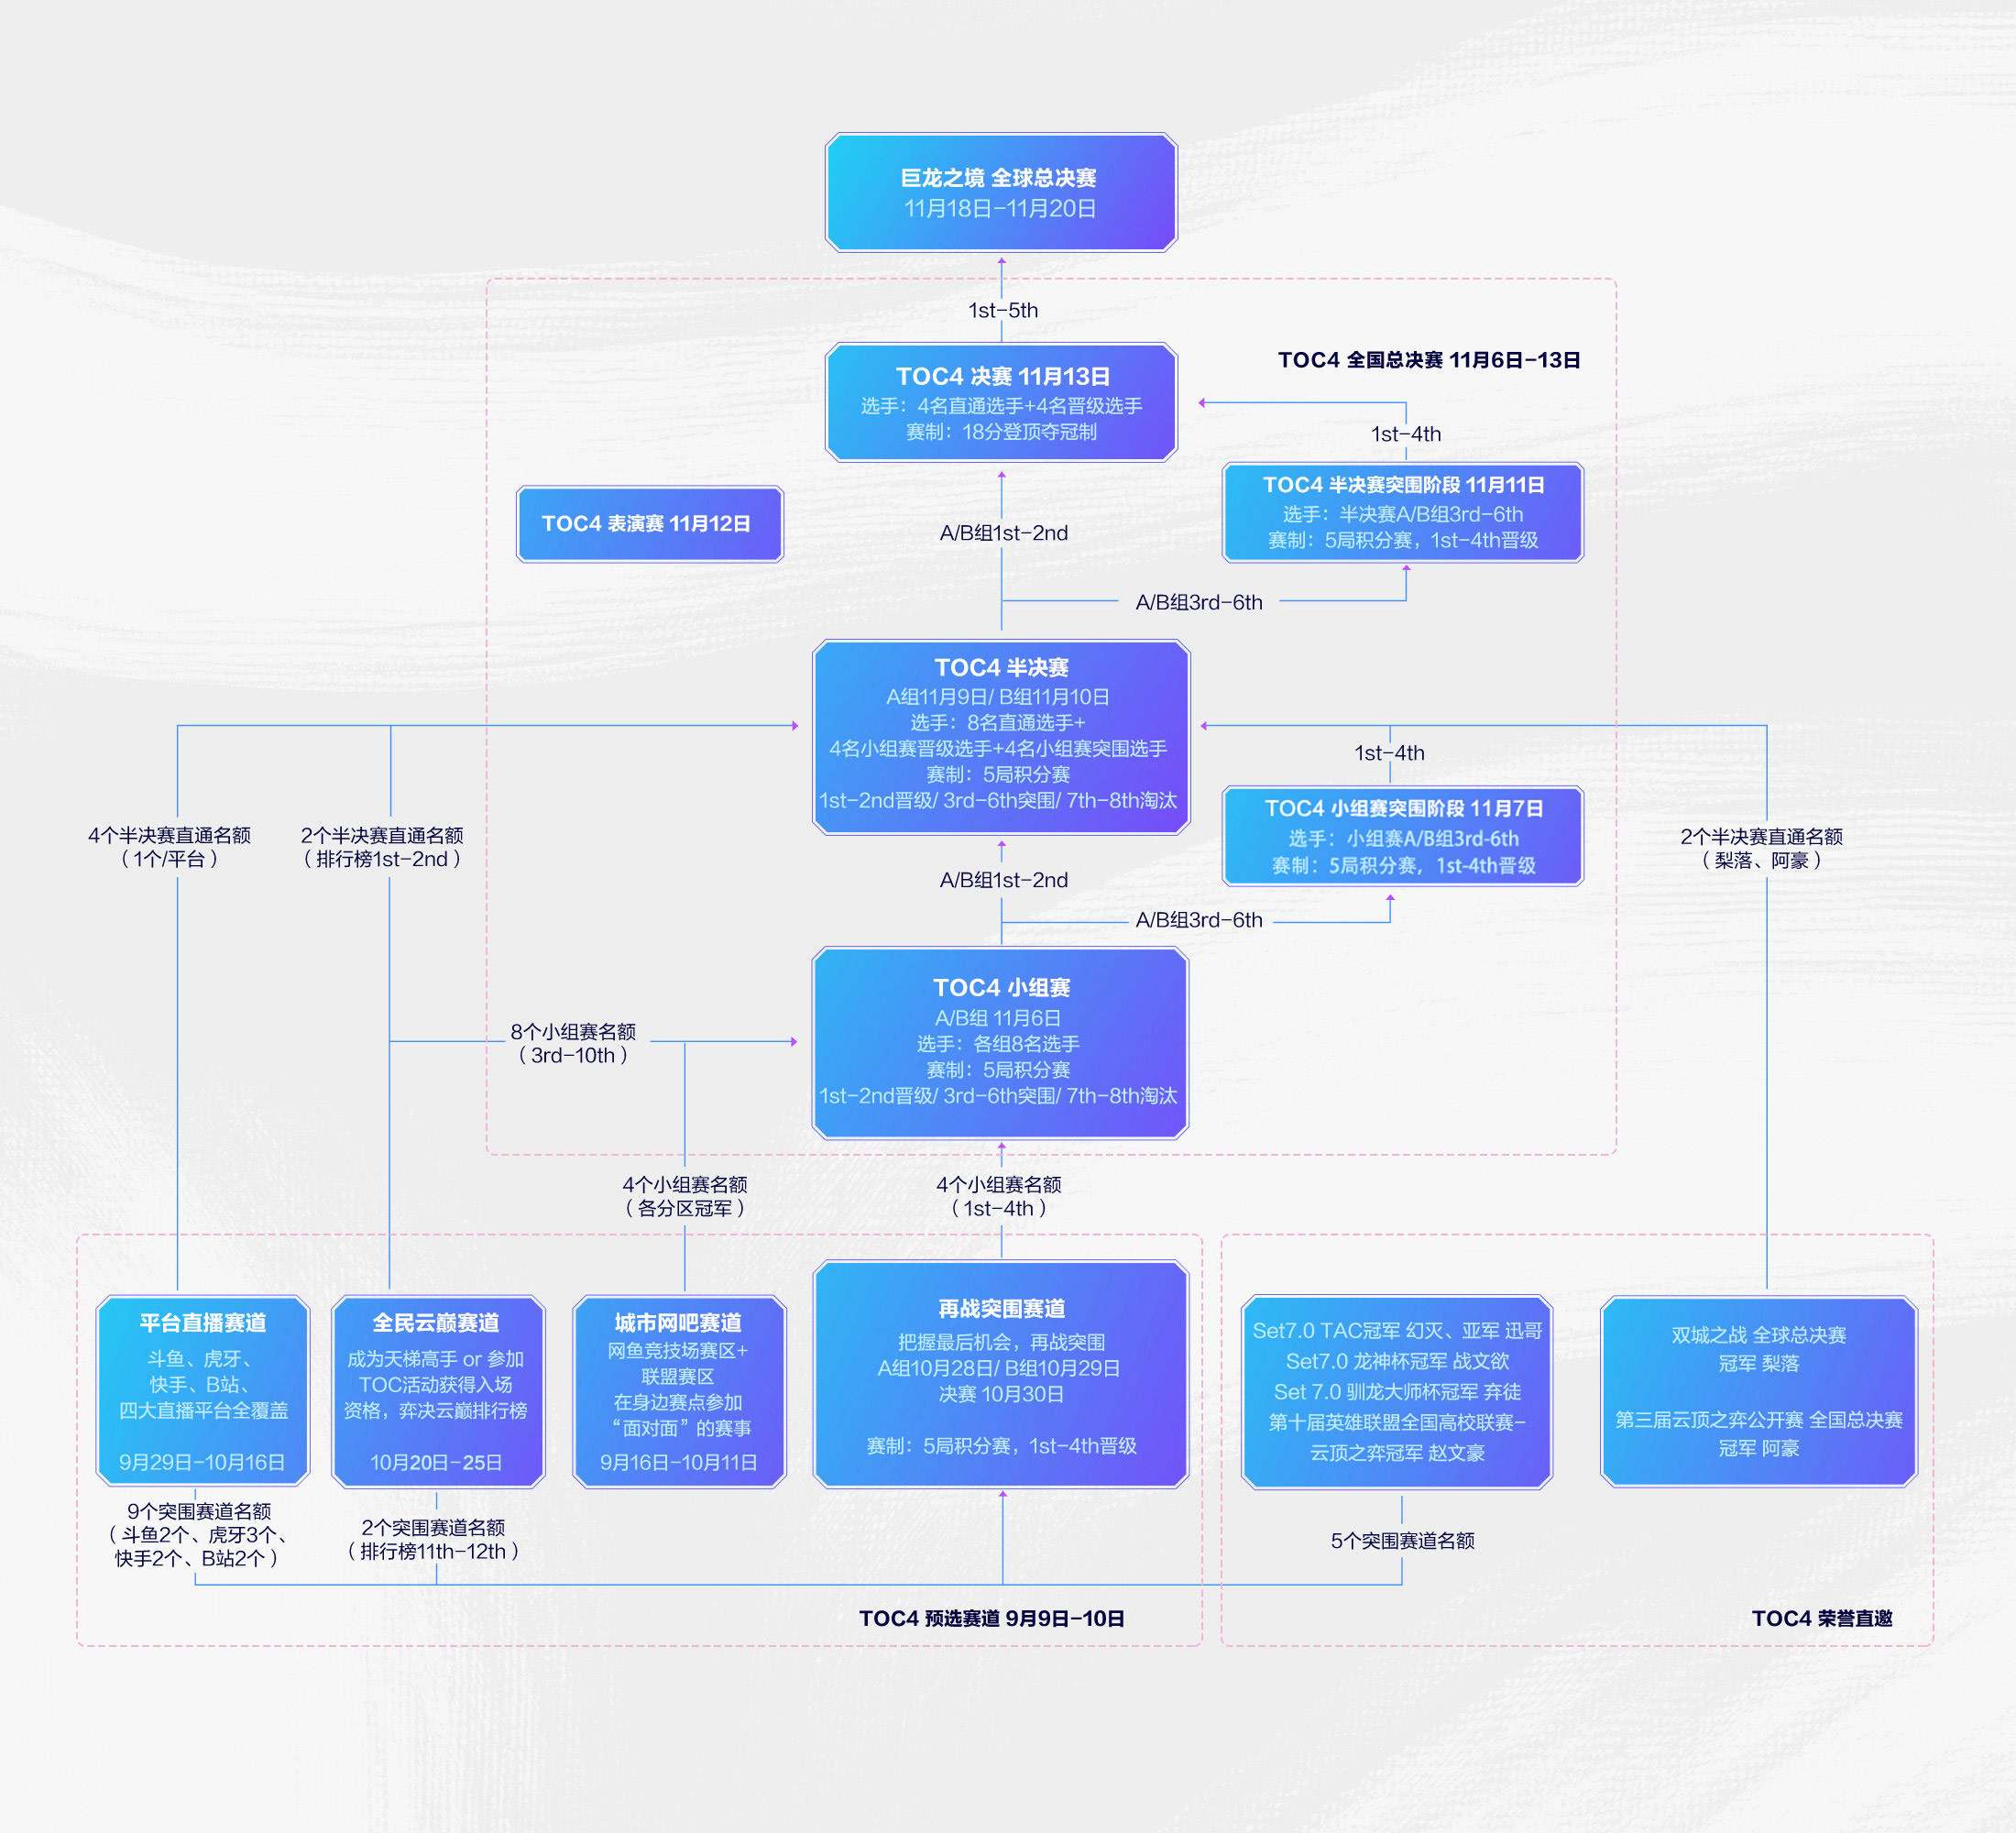 巨龙之境 全球总决赛
11月18日-11月20日
1st-5th
TOC4 全国总决赛 11月6日-13日
TOC4 决赛 11月13日
选手：4名直通选手+4名晋级选手
赛制：18分登顶夺冠制
1st-4th
TOC4 半决赛突围阶段 11月11日
选手：半决赛A/B组3rd-6th
赛制：5局积分赛，1st-4th晋级
TOC4 表演赛 11月12日
A/B组1st-2nd
A/B组3rd-6th
TOC4 半决赛
A组11月9日/ B组11月10日
选手：8名直通选手+
4名小组赛晋级选手+4名小组赛突围选手
赛制：5局积分赛
1st-2nd晋级/ 3rd-6th突围/ 7th-8th淘汰
1st-4th
TOC4 小组赛突围阶段 11月7日
选手：小组赛A/B组3rd-6th
赛制：5局积分赛，1st-4th晋级
4个半决赛直通名额
（1个/平台）
2个半决赛直通名额
（排行榜1st-2nd）
2个半决赛直通名额
（梨落、阿豪）
A/B组1st-2nd
A/B组3rd-6th
TOC4 小组赛
A/B组 11月6日
选手：各组8名选手
赛制：5局积分赛
1st-2nd晋级/ 3rd-6th突围/ 7th-8th淘汰
8个小组赛名额
（3rd-10th）
4个小组赛名额
（各分区冠军）
4个小组赛名额
（1st-4th）
平台直播赛道
斗鱼、虎牙、
快手、B站、
四大直播平台全覆盖
9月29日-10月16日
全民云巅赛道
成为天梯高手 or 参加
TOC活动获得入场
资格，弈决云巅排行榜
10月20日-25日
城市网吧赛道
网鱼竞技场赛区+
联盟赛区
在身边赛点参加
“面对面”的赛事
9月16日-10月11日
再战突围赛道
把握最后机会，再战突围
A组10月28日/ B组10月29日
决赛 10月30日
赛制：5局积分赛，1st-4th晋级
Set7.0 TAC冠军 幻灭、亚军 迅哥
Set7.0 龙神杯冠军 战文欲
Set 7.0 驯龙大师杯冠军 弃徒
第十届英雄联盟全国高校联赛-
云顶之弈冠军 赵文豪
双城之战 全球总决赛
冠军 梨落
第三届云顶之弈公开赛 全国总决赛
冠军 阿豪
9个突围赛道名额
（斗鱼2个、虎牙3个、
快手2个、B站2个）
2个突围赛道名额
（排行榜11th-12th）
5个突围赛道名额
TOC4 预选赛道 9月9日-10日
TOC4 荣誉直邀